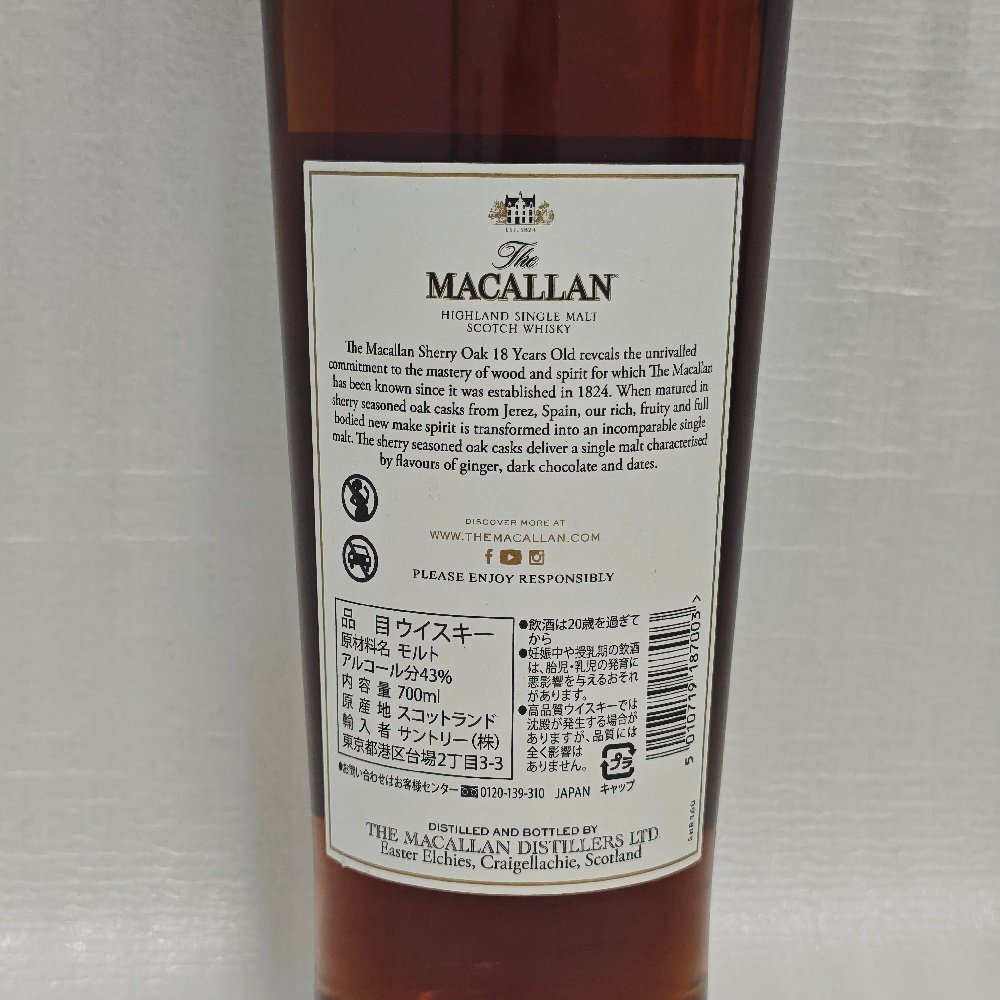 EST. 1824
The
MACALLAN
HIGHLAND SINGLE MALT
SCOTCH WHISKY
The Macallan Sherry Oak 18 Years Old reveals the unrivalled
commitment to the mastery of wood and spirit for which The Macallan
has been known since it was established in 1824. When matured in
sherry seasoned oak casks from Jerez, Spain, our rich, fruity and full
bodied new make spirit is transformed into an incomparable single
malt. The sherry seasoned oak casks deliver a single malt characterised
by flavours of ginger, dark chocolate and dates.
DISCOVER MORE AT
WWW.THEMACALLAN.COM
PLEASE ENJOY RESPONSIBLY
品目 ウイスキー
原材料名 モルト
アルコール分43%
内容量 700ml
原産地 スコットランド
輸入者 サントリー(株)
東京都港区台場2丁目3-3
●飲酒は20歳を過ぎて
から
●妊娠中や授乳期の飲酒
は、胎児・乳児の発育に
悪影響を与えるおそれ
があります。
●高品質ウイスキーでは
沈殿が発生する場合が
ありますが、品質には
全く影響は
ありません。
プラ
キャップ
5 010719 187003 >
●お問い合わせはお客様センター 0120-139-310 JAPAN
SHR160
DISTILLED AND BOTTLED BY
THE MACALLAN DISTILLERS LTD
Easter Elchies, Craigellachie, Scotland